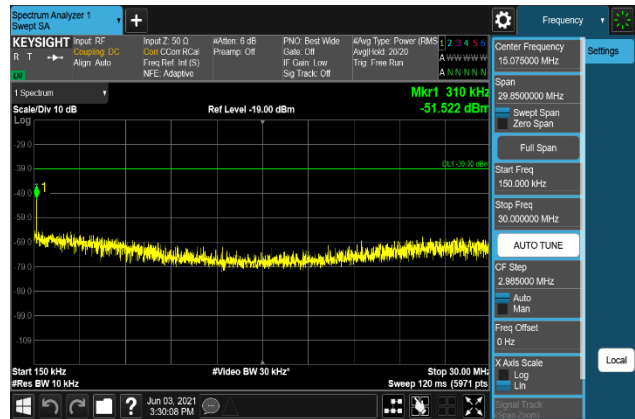 Spectrum Analyzer 1
Swept SA
Frequency
KEYSIGHT
R T
LW
Input: RF
Coupling: DC
Align: Auto
Input Z: 50 Ω
Corr CCorr RCal
Freq Ref: Int (S)
NFE: Adaptive
#Atten: 6 dB
Preamp: Off
PNO: Best Wide
Gate: Off
IF Gain: Low
Sig Track: Off
#Avg Type: Power (RMS
Avg|Hold: 20/20
Trig: Free Run
1 2 3 4 5 6
A W W W W W
A N N N N N
1 Spectrum
Mkr1 310 kHz
Scale/Div 10 dB
Ref Level -19.00 dBm
-51.522 dBm
Log
-29.0
DL1 -39.00 dBm
-39.0
1
-49.0
-59.0
-69.0
-79.0
-89.0
-99.0
-109
Start 150 kHz
#Video BW 30 kHz*
Stop 30.00 MHz
#Res BW 10 kHz
Sweep 120 ms (5971 pts
Jun 03, 2021
3:30:08 PM
Center Frequency
15.075000 MHz
Settings
Span
29.8500000 MHz
Swept Span
Zero Span
Full Span
Start Freq
150.000 kHz
Stop Freq
30.000000 MHz
AUTO TUNE
CF Step
2.985000 MHz
Auto
Man
Freq Offset
0 Hz
X Axis Scale
Log
Lin
Local
Signal Track
(Span Zoom)